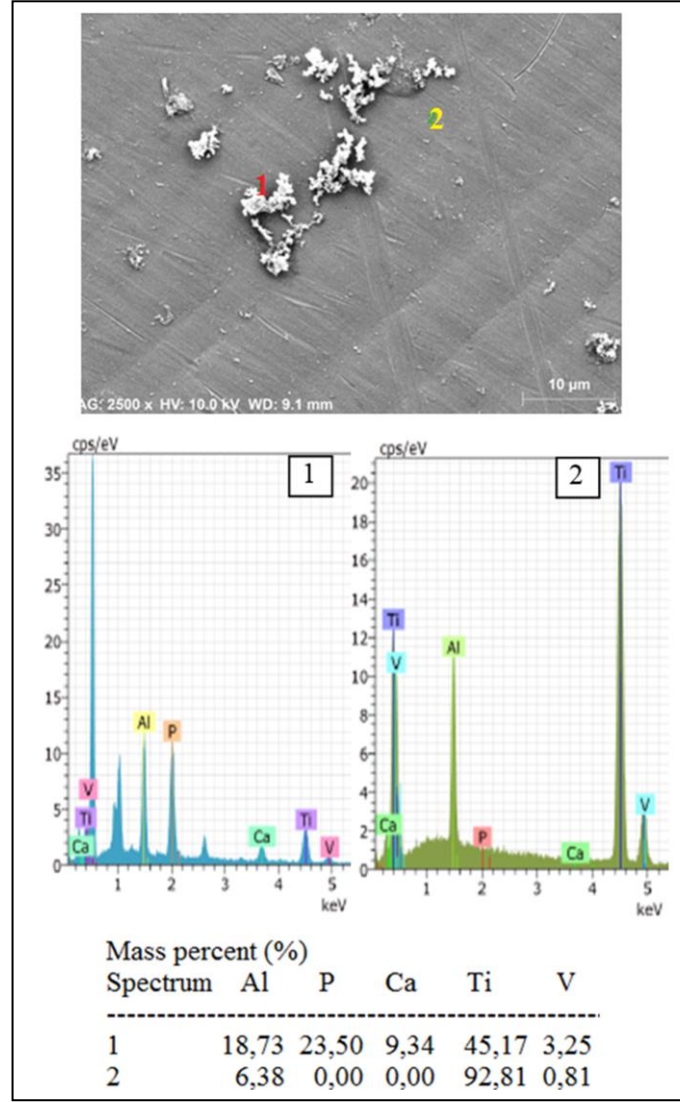 2
1
AG: 2500 x HV: 10.0 kV WD: 9.1 mm
10 µm
cps/eV
1
35
30
25
20
15
10
5
0
V
Ti
Ca
Al
P
Ca
Ti
V
1 2 3 4 5
keV
cps/eV
2
20
18
16
14
12
10
8
6
4
2
0
Ti
V
Ca
Al
P
Ca
Ti
V
1 2 3 4 5
keV
Mass percent (%)
Spectrum Al P Ca Ti V
--------------------------------------------------
1 18,73 23,50 9,34 45,17 3,25
2 6,38 0,00 0,00 92,81 0,81